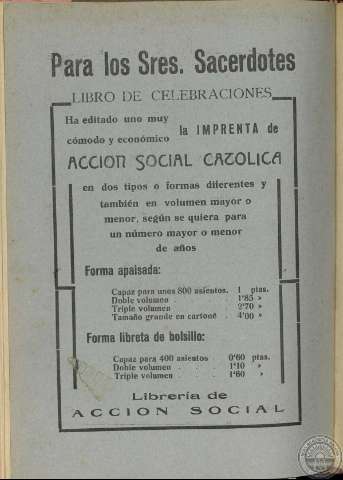 Para los Sres. Sacerdotes
LIBRO DE CELEBRACIONES
Ha editado uno muy
cómodo y económico
la IMPRENTA de
ACCION SOCIAL CATOLICA
en dos tipos o formas diferentes y
también en volumen mayor o
menor, según se quiera para
un número mayor o menor
de años
Forma apaisada:
Capaz para unos 800 asientos. 1 ptas.
Doble volumen . 1'85 »
Triple volumen 2'70 »
Tamaño grande en cartoné . 4'00 »
Forma libreta de bolsillo:
Capaz para 400 asientos 0'60 ptas.
Doble volumen . . . 1'10 »
Triple volumen . . . 1'60 »
Librería de
ACCION SOCIAL